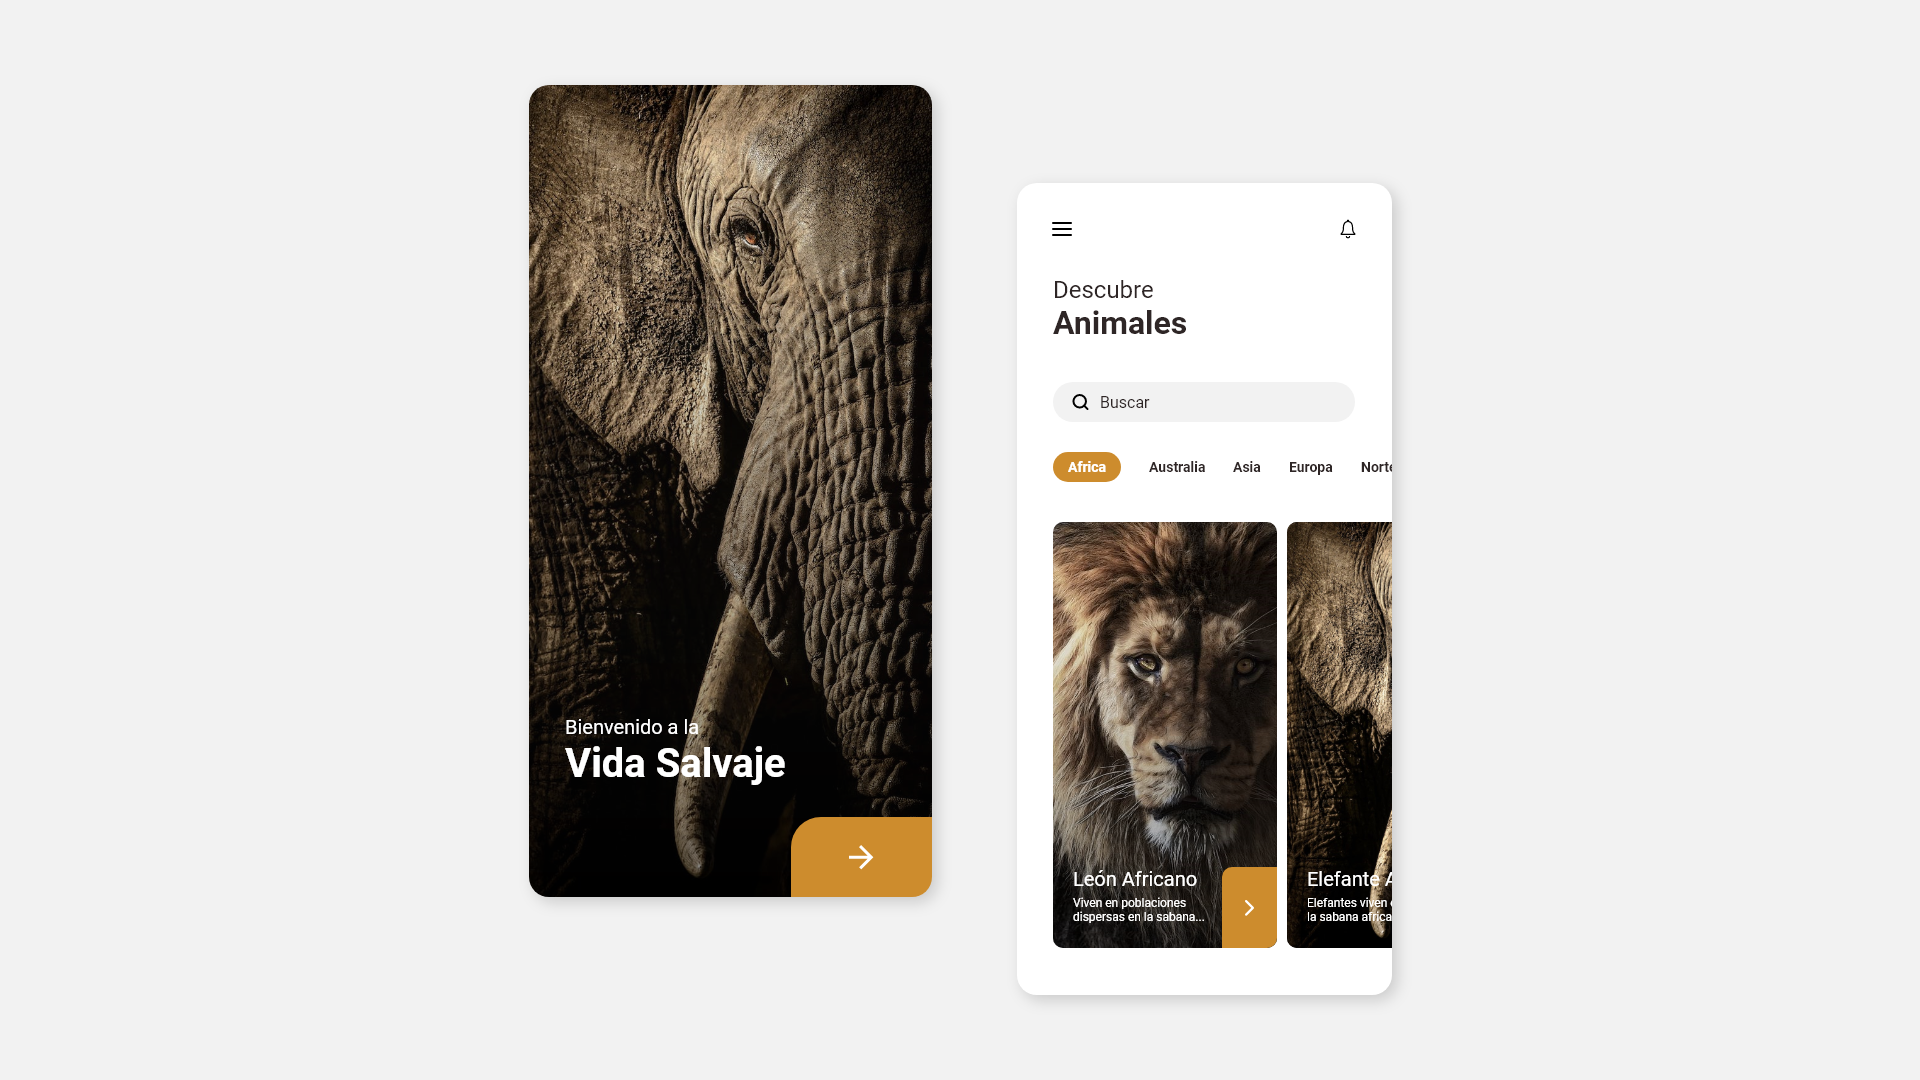 Bienvenido a la
Vida Salvaje
Descubre
Animales
Buscar
Africa Australia Asia Europa Norte
León Africano
Viven en poblaciones
dispersas en la sabana...
Elefante A
Elefantes viven
la sabana africa